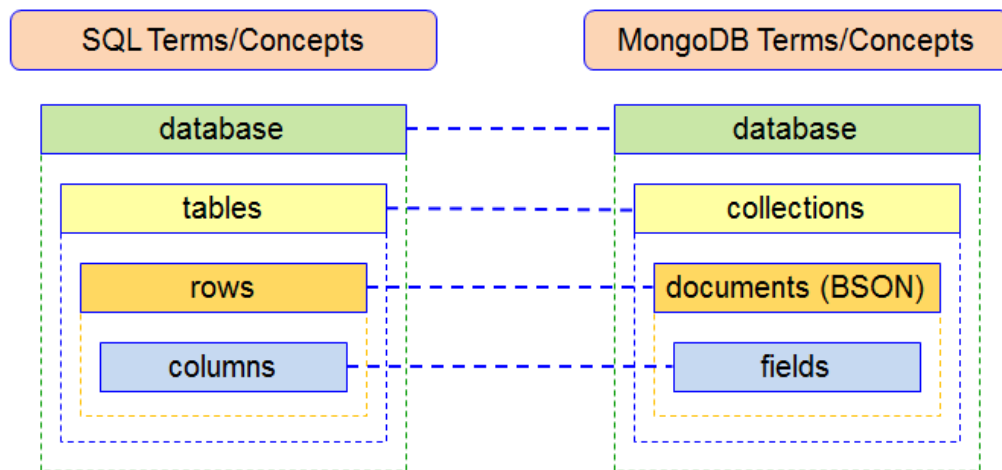 SQL Terms/Concepts
MongoDB Terms/Concepts
database
database
tables
collections
rows
documents (BSON)
columns
fields